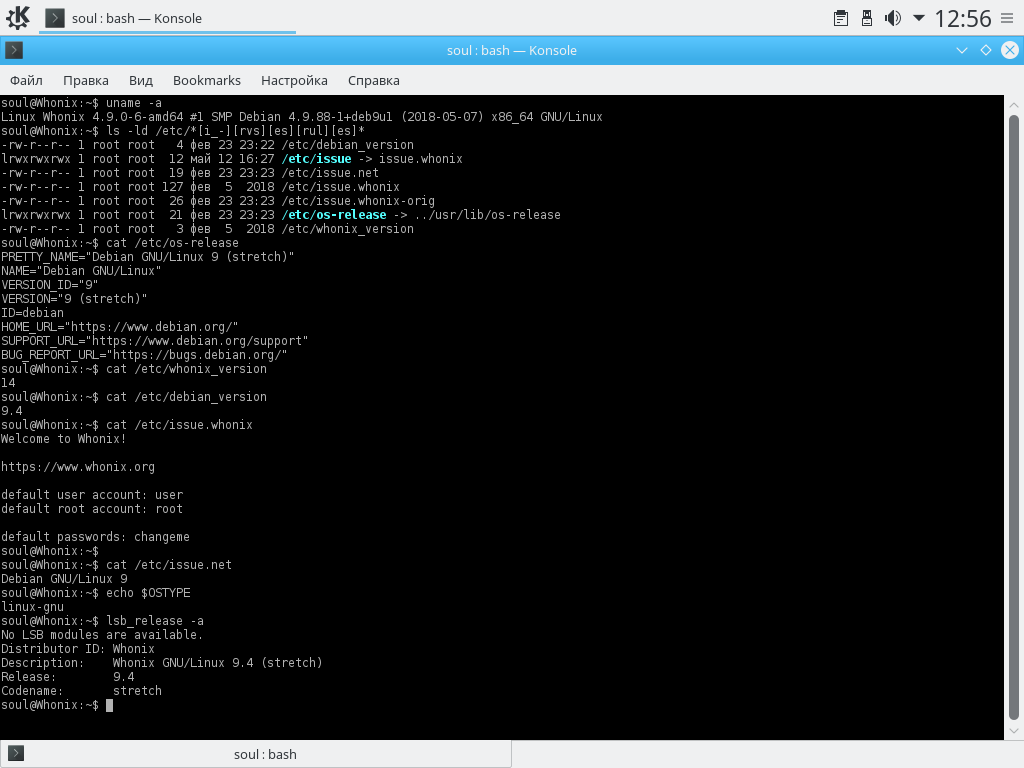 soul : bash — Konsole
12:56
soul : bash — Konsole
Файл Правка Вид Bookmarks Настройка Справка
soul@Whonix:~$ uname -a
Linux Whonix 4.9.0-6-amd64 #1 SMP Debian 4.9.88-1+deb9u1 (2018-05-07) x86_64 GNU/Linux
soul@Whonix:~$ ls -ld /etc/*[i_-][rvs][es][rul][es]*
-rw-r--r-- 1 root root   4 фев 23 23:22 /etc/debian_version
lrwxrwxrwx 1 root root  12 май 12 16:27 /etc/issue -> issue.whonix
-rw-r--r-- 1 root root  19 фев 23 23:23 /etc/issue.net
-rw-r--r-- 1 root root 127 фев  5  2018 /etc/issue.whonix
-rw-r--r-- 1 root root  26 фев 23 23:23 /etc/issue.whonix-orig
lrwxrwxrwx 1 root root  21 фев 23 23:23 /etc/os-release -> ../usr/lib/os-release
-rw-r--r-- 1 root root   3 фев  5  2018 /etc/whonix_version
soul@Whonix:~$ cat /etc/os-release
PRETTY_NAME="Debian GNU/Linux 9 (stretch)"
NAME="Debian GNU/Linux"
VERSION_ID="9"
VERSION="9 (stretch)"
ID=debian
HOME_URL="https://www.debian.org/"
SUPPORT_URL="https://www.debian.org/support"
BUG_REPORT_URL="https://bugs.debian.org/"
soul@Whonix:~$ cat /etc/whonix_version
14
soul@Whonix:~$ cat /etc/debian_version
9.4
soul@Whonix:~$ cat /etc/issue.whonix
Welcome to Whonix!
https://www.whonix.org
default user account: user
default root account: root
default passwords: changeme
soul@Whonix:~$
soul@Whonix:~$ cat /etc/issue.net
Debian GNU/Linux 9
soul@Whonix:~$ echo $OSTYPE
linux-gnu
soul@Whonix:~$ lsb_release -a
No LSB modules are available.
Distributor ID: Whonix
Description:    Whonix GNU/Linux 9.4 (stretch)
Release:        9.4
Codename:       stretch
soul@Whonix:~$
soul : bash